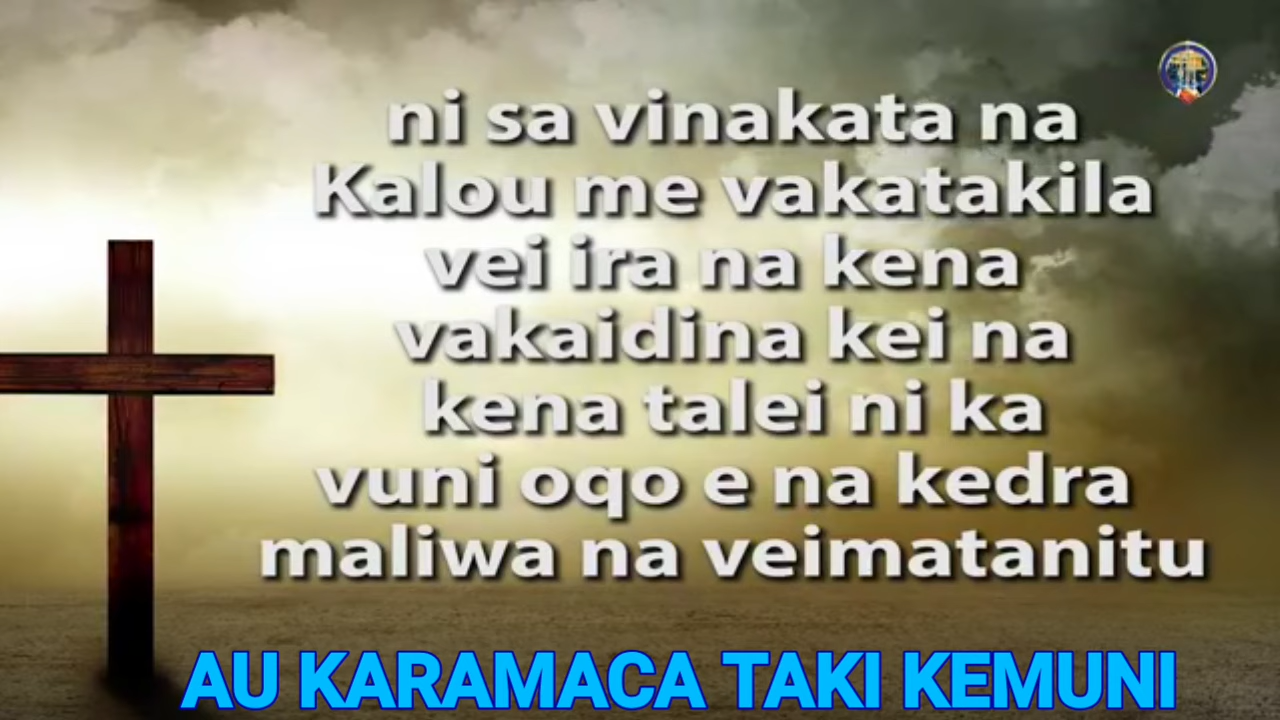 ni sa vinakata na
Kalou me vakatakila
vei ira na kena
vakaidina kei na
kena talei ni ka
vuni oqo e na kedra
maliwa na veimatanitu
AU KARAMACA TAKI KEMUNI